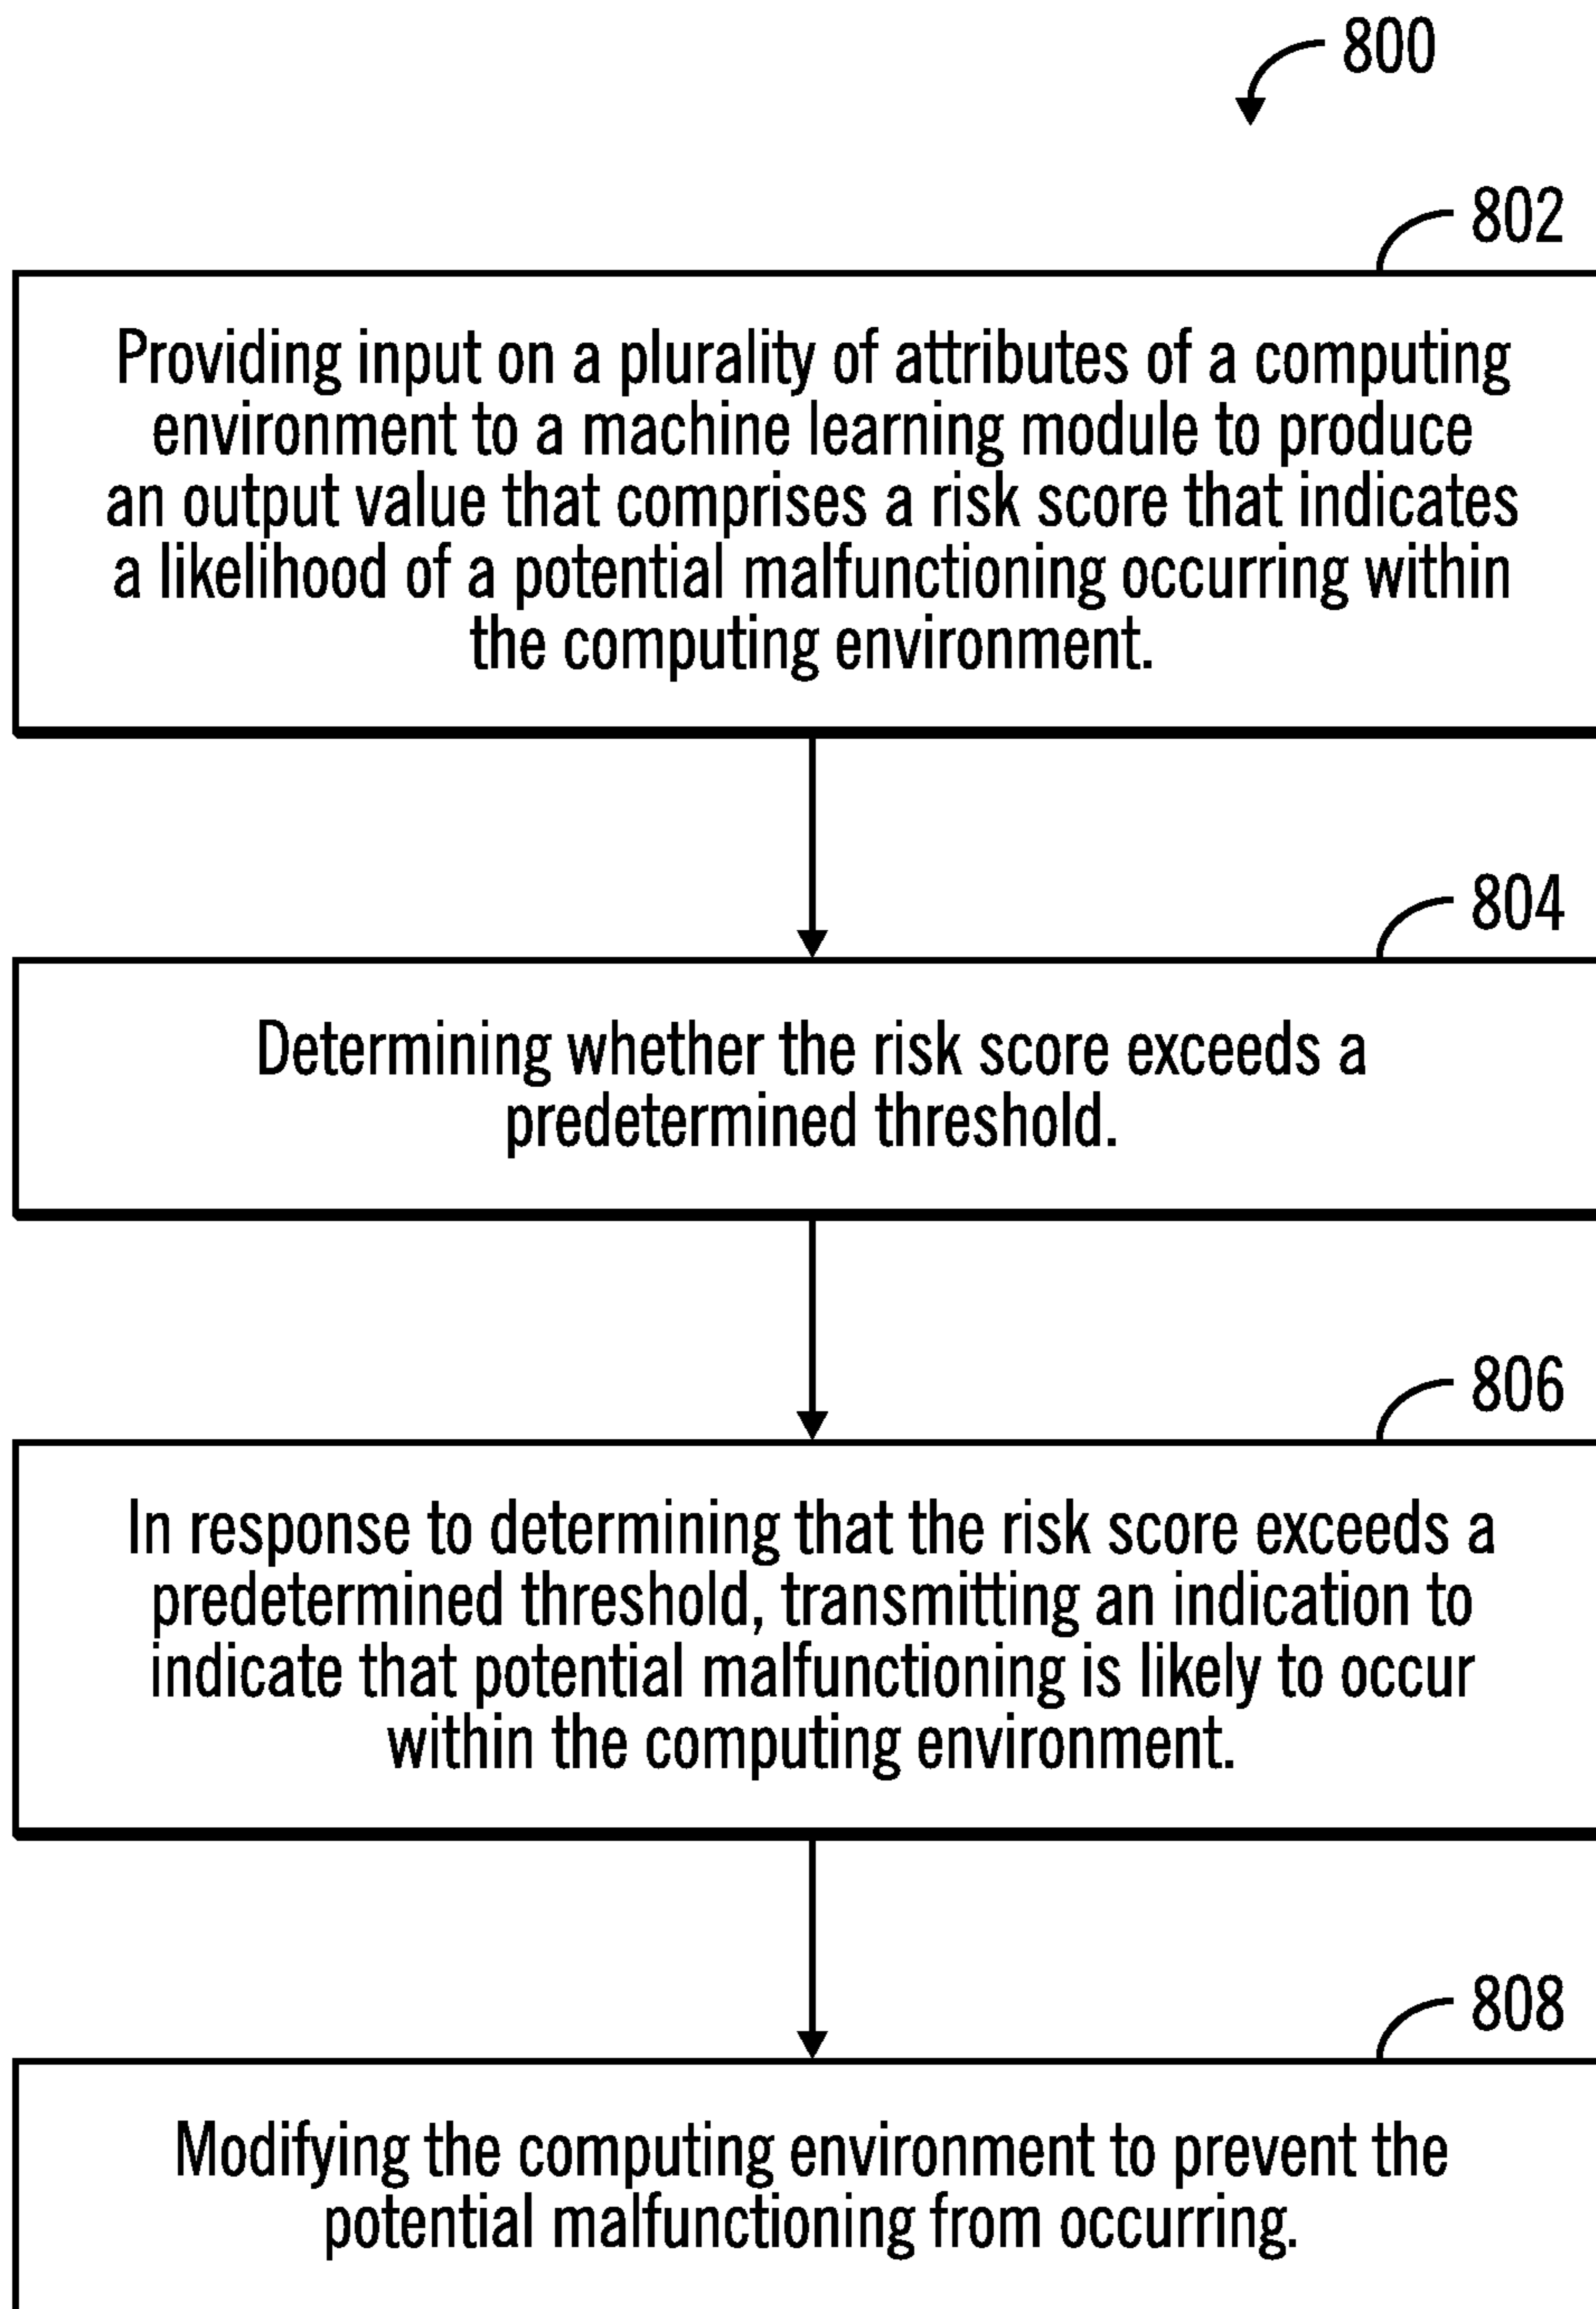 800
802
Providing input on a plurality of attributes of a computing
environment to a machine learning module to produce
an output value that comprises a risk score that indicates
a likelihood of a potential malfunctioning occurring within
the computing environment.
804
Determining whether the risk score exceeds a
predetermined threshold.
806
In response to determining that the risk score exceeds a
predetermined threshold, transmitting an indication to
indicate that potential malfunctioning is likely to occur
within the computing environment.
808
Modifying the computing environment to prevent the
potential malfunctioning from occurring.